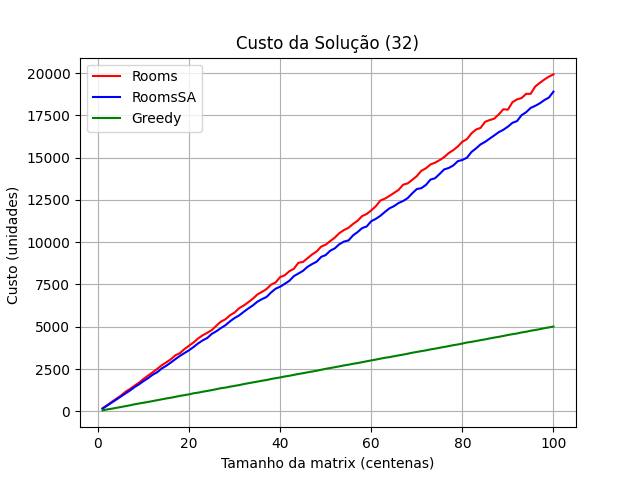 Custo da Solução (32)
Rooms
RoomsSA
Greedy
Custo (unidades)
20000
17500
15000
12500
10000
7500
5000
2500
0
0 20 40 60 80 100
Tamanho da matrix (centenas)